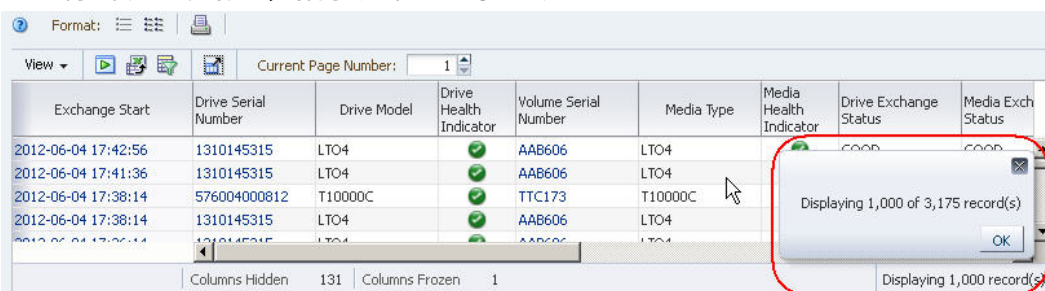 Format:
View Current Page Number: 1
Exchange Start Drive Serial Number Drive Model Drive Health Indicator Volume Serial Number Media Type Media Health Indicator Drive Exchange Status Media Exch Status
2012-06-04 17:42:56 1310145315 LTO4 AAB606 LTO4 GOOD GOOD
2012-06-04 17:41:36 1310145315 LTO4 AAB606 LTO4
2012-06-04 17:38:14 576004000812 T10000C TTC173 T10000C
2012-06-04 17:38:14 1310145315 LTO4 AAB606 LTO4
Displaying 1,000 of 3,175 record(s)
OK
Columns Hidden 131 Columns Frozen 1 Displaying 1,000 record(s)